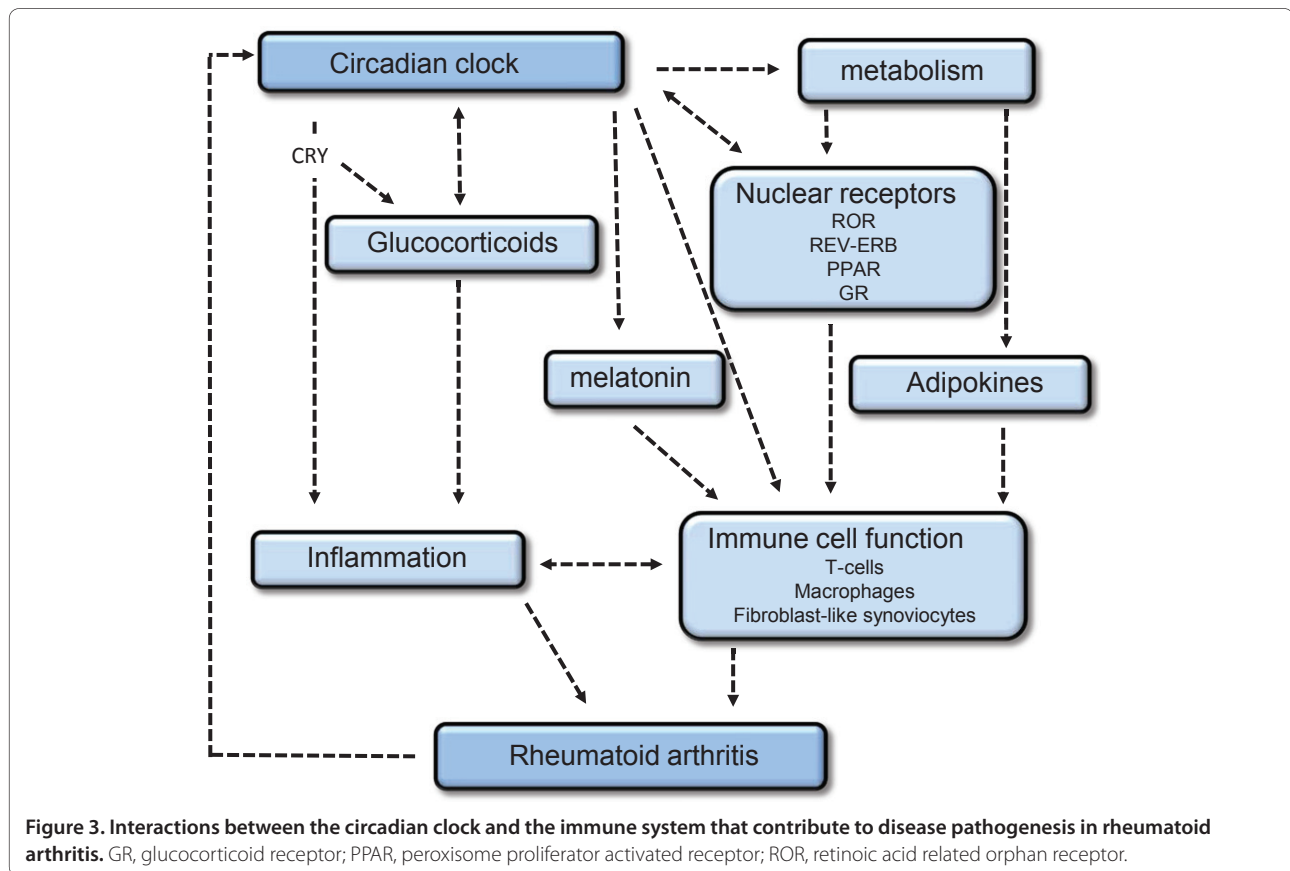 Circadian clock
metabolism
CRY
Nuclear receptors
ROR
REV-ERB
PPAR
GR
Glucocorticoids
melatonin
Adipokines
Inflammation
Immune cell function
T-cells
Macrophages
Fibroblast-like synoviocytes
Rheumatoid arthritis
Figure 3. Interactions between the circadian clock and the immune system that contribute to disease pathogenesis in rheumatoid
arthritis. GR, glucocorticoid receptor; PPAR, peroxisome proliferator activated receptor; ROR, retinoic acid related orphan receptor.